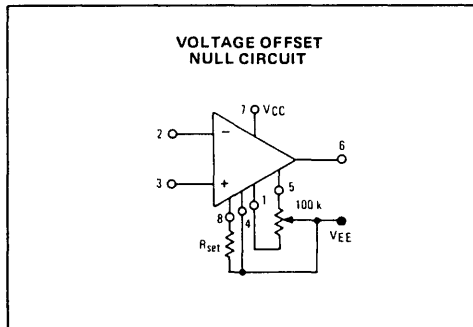 VOLTAGE OFFSET
NULL CIRCUIT
7 VCC
2 −
6
3 +
5
1
100 k
8
4
Rset
VEE